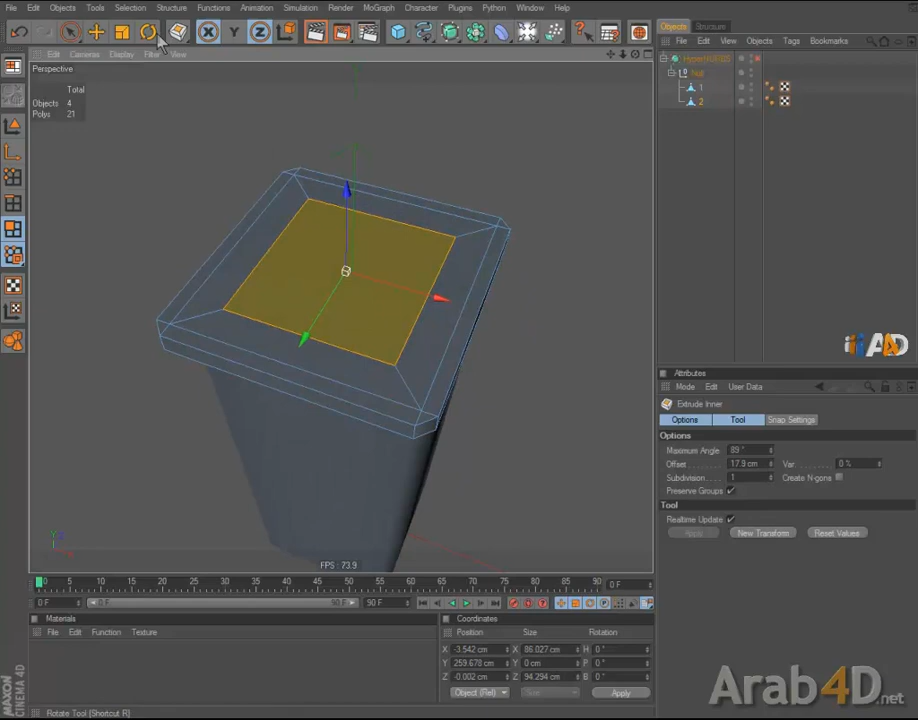 File Edit Objects Tools Selection Structure Functions Animation Simulation Render MoGraph Character Plugins Python Window Help
Objects Structure
File Edit View Objects Tags Bookmarks
Edit Cameras Display Filter View
Perspective
HyperNURBS
Null
1
2
Total
Objects 4
Polys 21
Attributes
Mode Edit User Data
Extrude Inner
Options Tool Snap Settings
Options
Maximum Angle 89 °
Offset 17.9 cm Var 0 %
Subdivision 1 Create N-gons
Preserve Groups
Tool
Realtime Update
Apply New Transform Reset Values
FPS : 73.9
0 5 10 15 20 25 30 35 40 45 50 55 60 65 70 75 80 85 90 0 F
0 F 0 F 90 F 90 F
Materials
File Edit Function Texture
Coordinates
Position Size Rotation
X -3.542 cm X 86.027 cm H 0 °
Y 259.678 cm Y 0 cm P 0 °
Z -0.002 cm Z 94.294 cm B 0 °
Object (Rel) Size Apply
MAXON CINEMA 4D
Rotate Tool (Shortcut R)
Arab4D.net